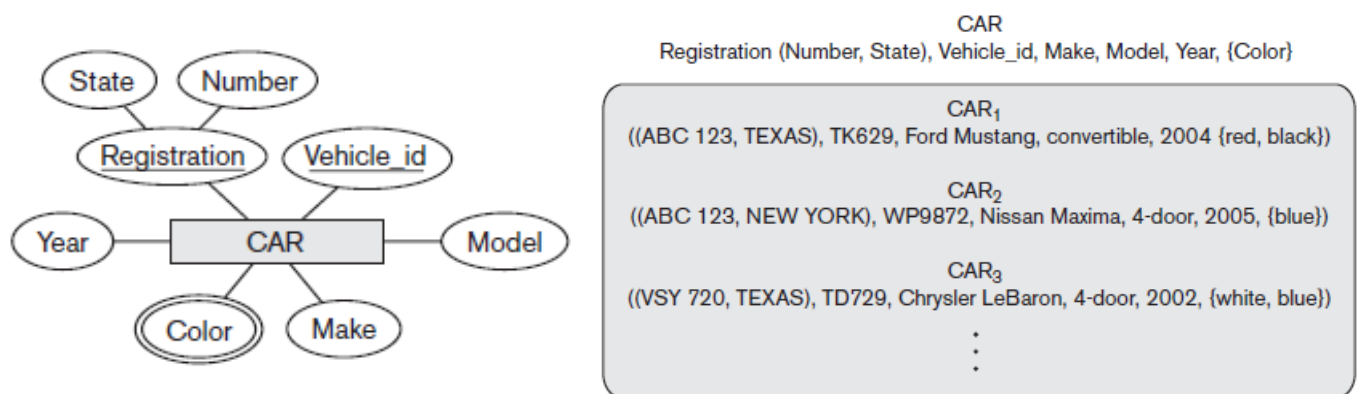 State
Number
Registration
Vehicle_id
Year
CAR
Model
Color
Make
CAR
Registration (Number, State), Vehicle_id, Make, Model, Year, {Color}
CAR1
((ABC 123, TEXAS), TK629, Ford Mustang, convertible, 2004 {red, black})
CAR2
((ABC 123, NEW YORK), WP9872, Nissan Maxima, 4-door, 2005, {blue})
CAR3
((VSY 720, TEXAS), TD729, Chrysler LeBaron, 4-door, 2002, {white, blue})